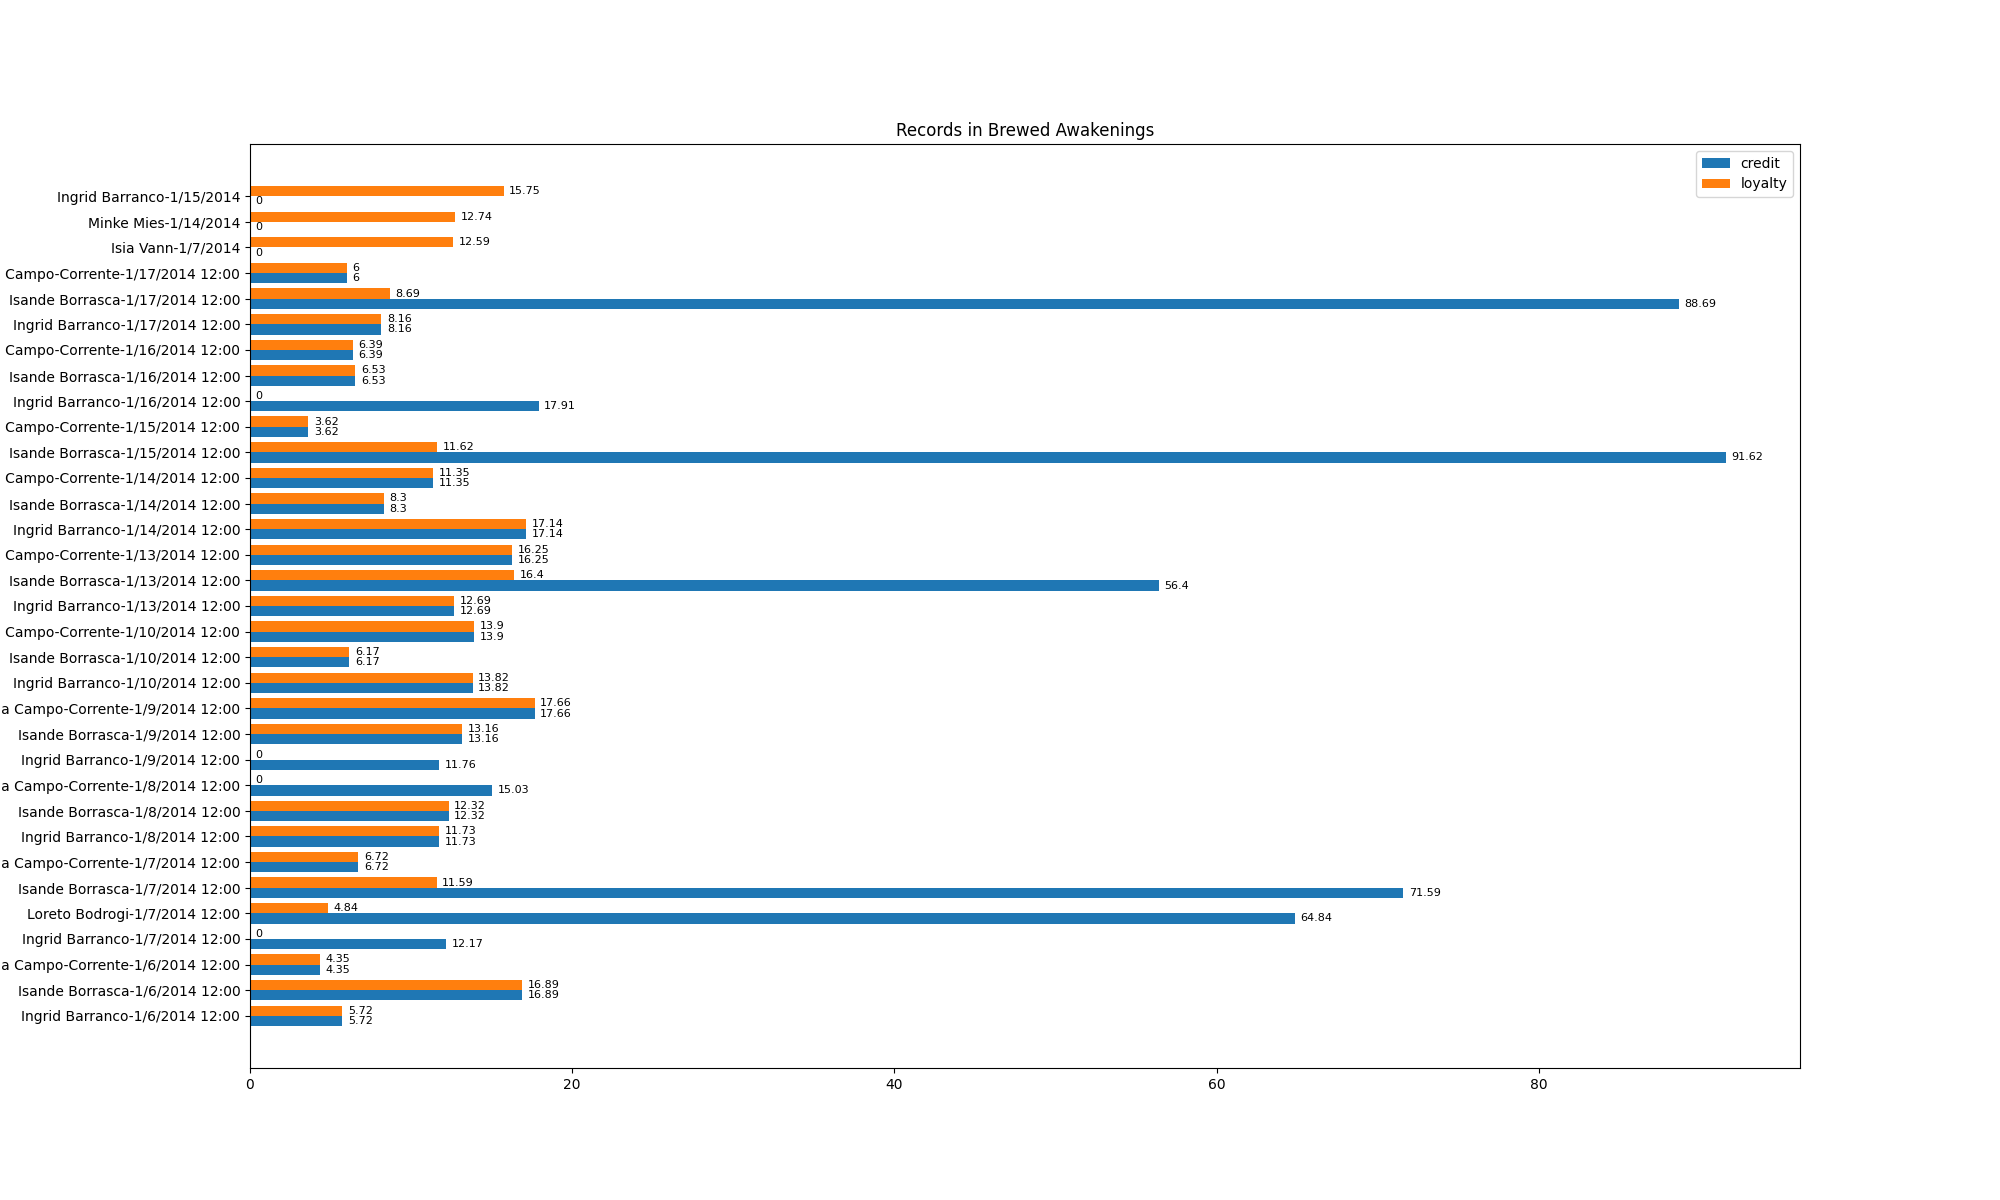 Records in Brewed Awakenings
credit
loyalty
Ingrid Barranco-1/15/2014 15.75 0
Minke Mies-1/14/2014 12.74 0
Isia Vann-1/7/2014 12.59 0
Campo-Corrente-1/17/2014 12:00 6 6
Isande Borrasca-1/17/2014 12:00 8.69 88.69
Ingrid Barranco-1/17/2014 12:00 8.16 8.16
Campo-Corrente-1/16/2014 12:00 6.39 6.39
Isande Borrasca-1/16/2014 12:00 6.53 6.53
Ingrid Barranco-1/16/2014 12:00 0 17.91
Campo-Corrente-1/15/2014 12:00 3.62 3.62
Isande Borrasca-1/15/2014 12:00 11.62 91.62
Campo-Corrente-1/14/2014 12:00 11.35 11.35
Isande Borrasca-1/14/2014 12:00 8.3 8.3
Ingrid Barranco-1/14/2014 12:00 17.14 17.14
Campo-Corrente-1/13/2014 12:00 16.25 16.25
Isande Borrasca-1/13/2014 12:00 16.4 56.4
Ingrid Barranco-1/13/2014 12:00 12.69 12.69
Campo-Corrente-1/10/2014 12:00 13.9 13.9
Isande Borrasca-1/10/2014 12:00 6.17 6.17
Ingrid Barranco-1/10/2014 12:00 13.82 13.82
a Campo-Corrente-1/9/2014 12:00 17.66 17.66
Isande Borrasca-1/9/2014 12:00 13.16 13.16
Ingrid Barranco-1/9/2014 12:00 0 11.76
a Campo-Corrente-1/8/2014 12:00 0 15.03
Isande Borrasca-1/8/2014 12:00 12.32 12.32
Ingrid Barranco-1/8/2014 12:00 11.73 11.73
a Campo-Corrente-1/7/2014 12:00 6.72 6.72
Isande Borrasca-1/7/2014 12:00 11.59 71.59
Loreto Bodrogi-1/7/2014 12:00 4.84 64.84
Ingrid Barranco-1/7/2014 12:00 0 12.17
a Campo-Corrente-1/6/2014 12:00 4.35 4.35
Isande Borrasca-1/6/2014 12:00 16.89 16.89
Ingrid Barranco-1/6/2014 12:00 5.72 5.72
0 20 40 60 80